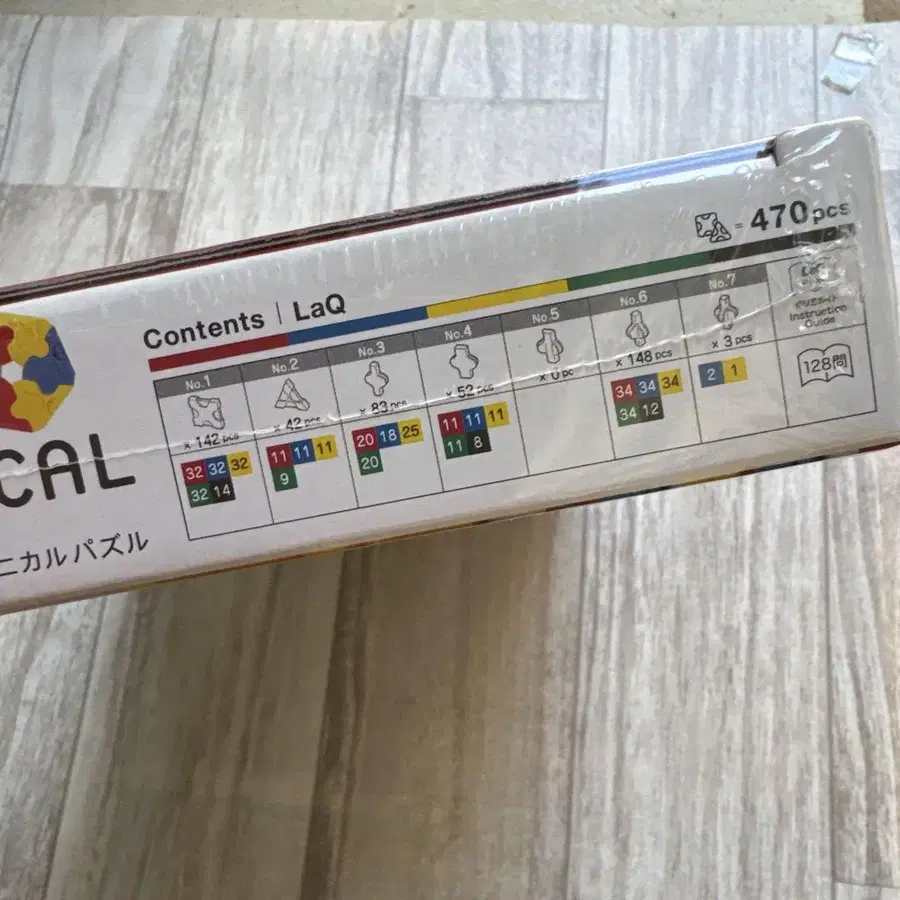 = 470pcs
Contents | LaQ
No.1
× 142 pcs
32 32 32
32 14
No.2
× 42 pcs
11 11 11
9
No.3
× 83 pcs
20 18 25
20
No.4
× 52 pcs
11 11 11
11 8
No.5
× 0 pc
No.6
× 148 pcs
34 34 34
34 12
No.7
× 3 pcs
2 1
Instruction
Guide
128問
CAL
ニカルパズル